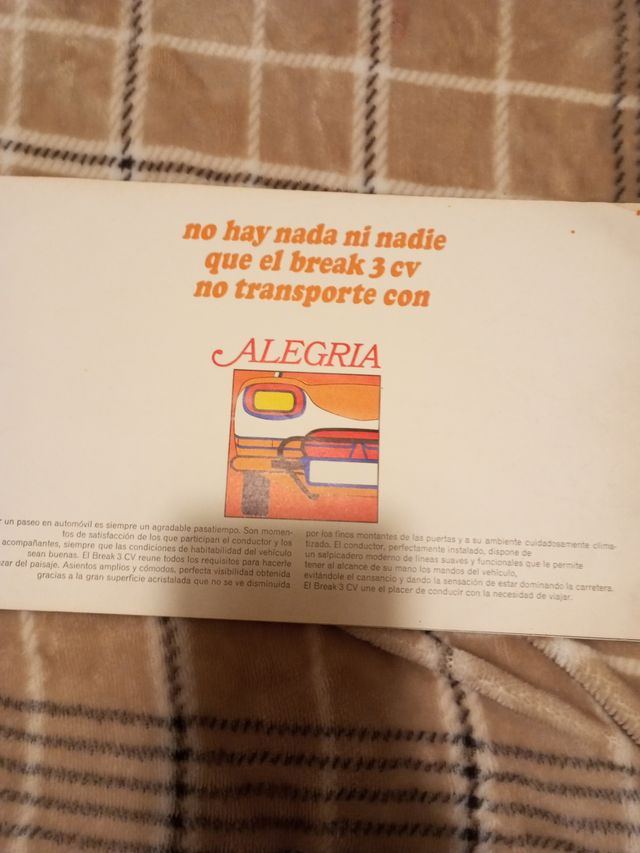 no hay nada ni nadie
que el break 3 cv
no transporte con
ALEGRIA
un paseo en automóvil es siempre un agradable pasatiempo. Son momen-
tos de satisfacción de los que participan el conductor y los
acompañantes, siempre que las condiciones de habitabilidad del vehículo
sean buenas. El Break 3 CV reune todos los requisitos para hacerle
del paisaje. Asientos amplios y cómodos, perfecta visibilidad obtenida
gracias a la gran superficie acristalada que no se ve disminuida
por los finos montantes de las puertas y a su ambiente cuidadosamente clima-
tizado. El conductor, perfectamente instalado, dispone de
un salpicadero moderno de lineas suaves y funcionales que le permite
tener al alcance de su mano los mandos del vehículo,
evitándole el cansancio y dando la sensación de estar dominando la carretera.
El Break 3 CV une el placer de conducir con la necesidad de viajar.